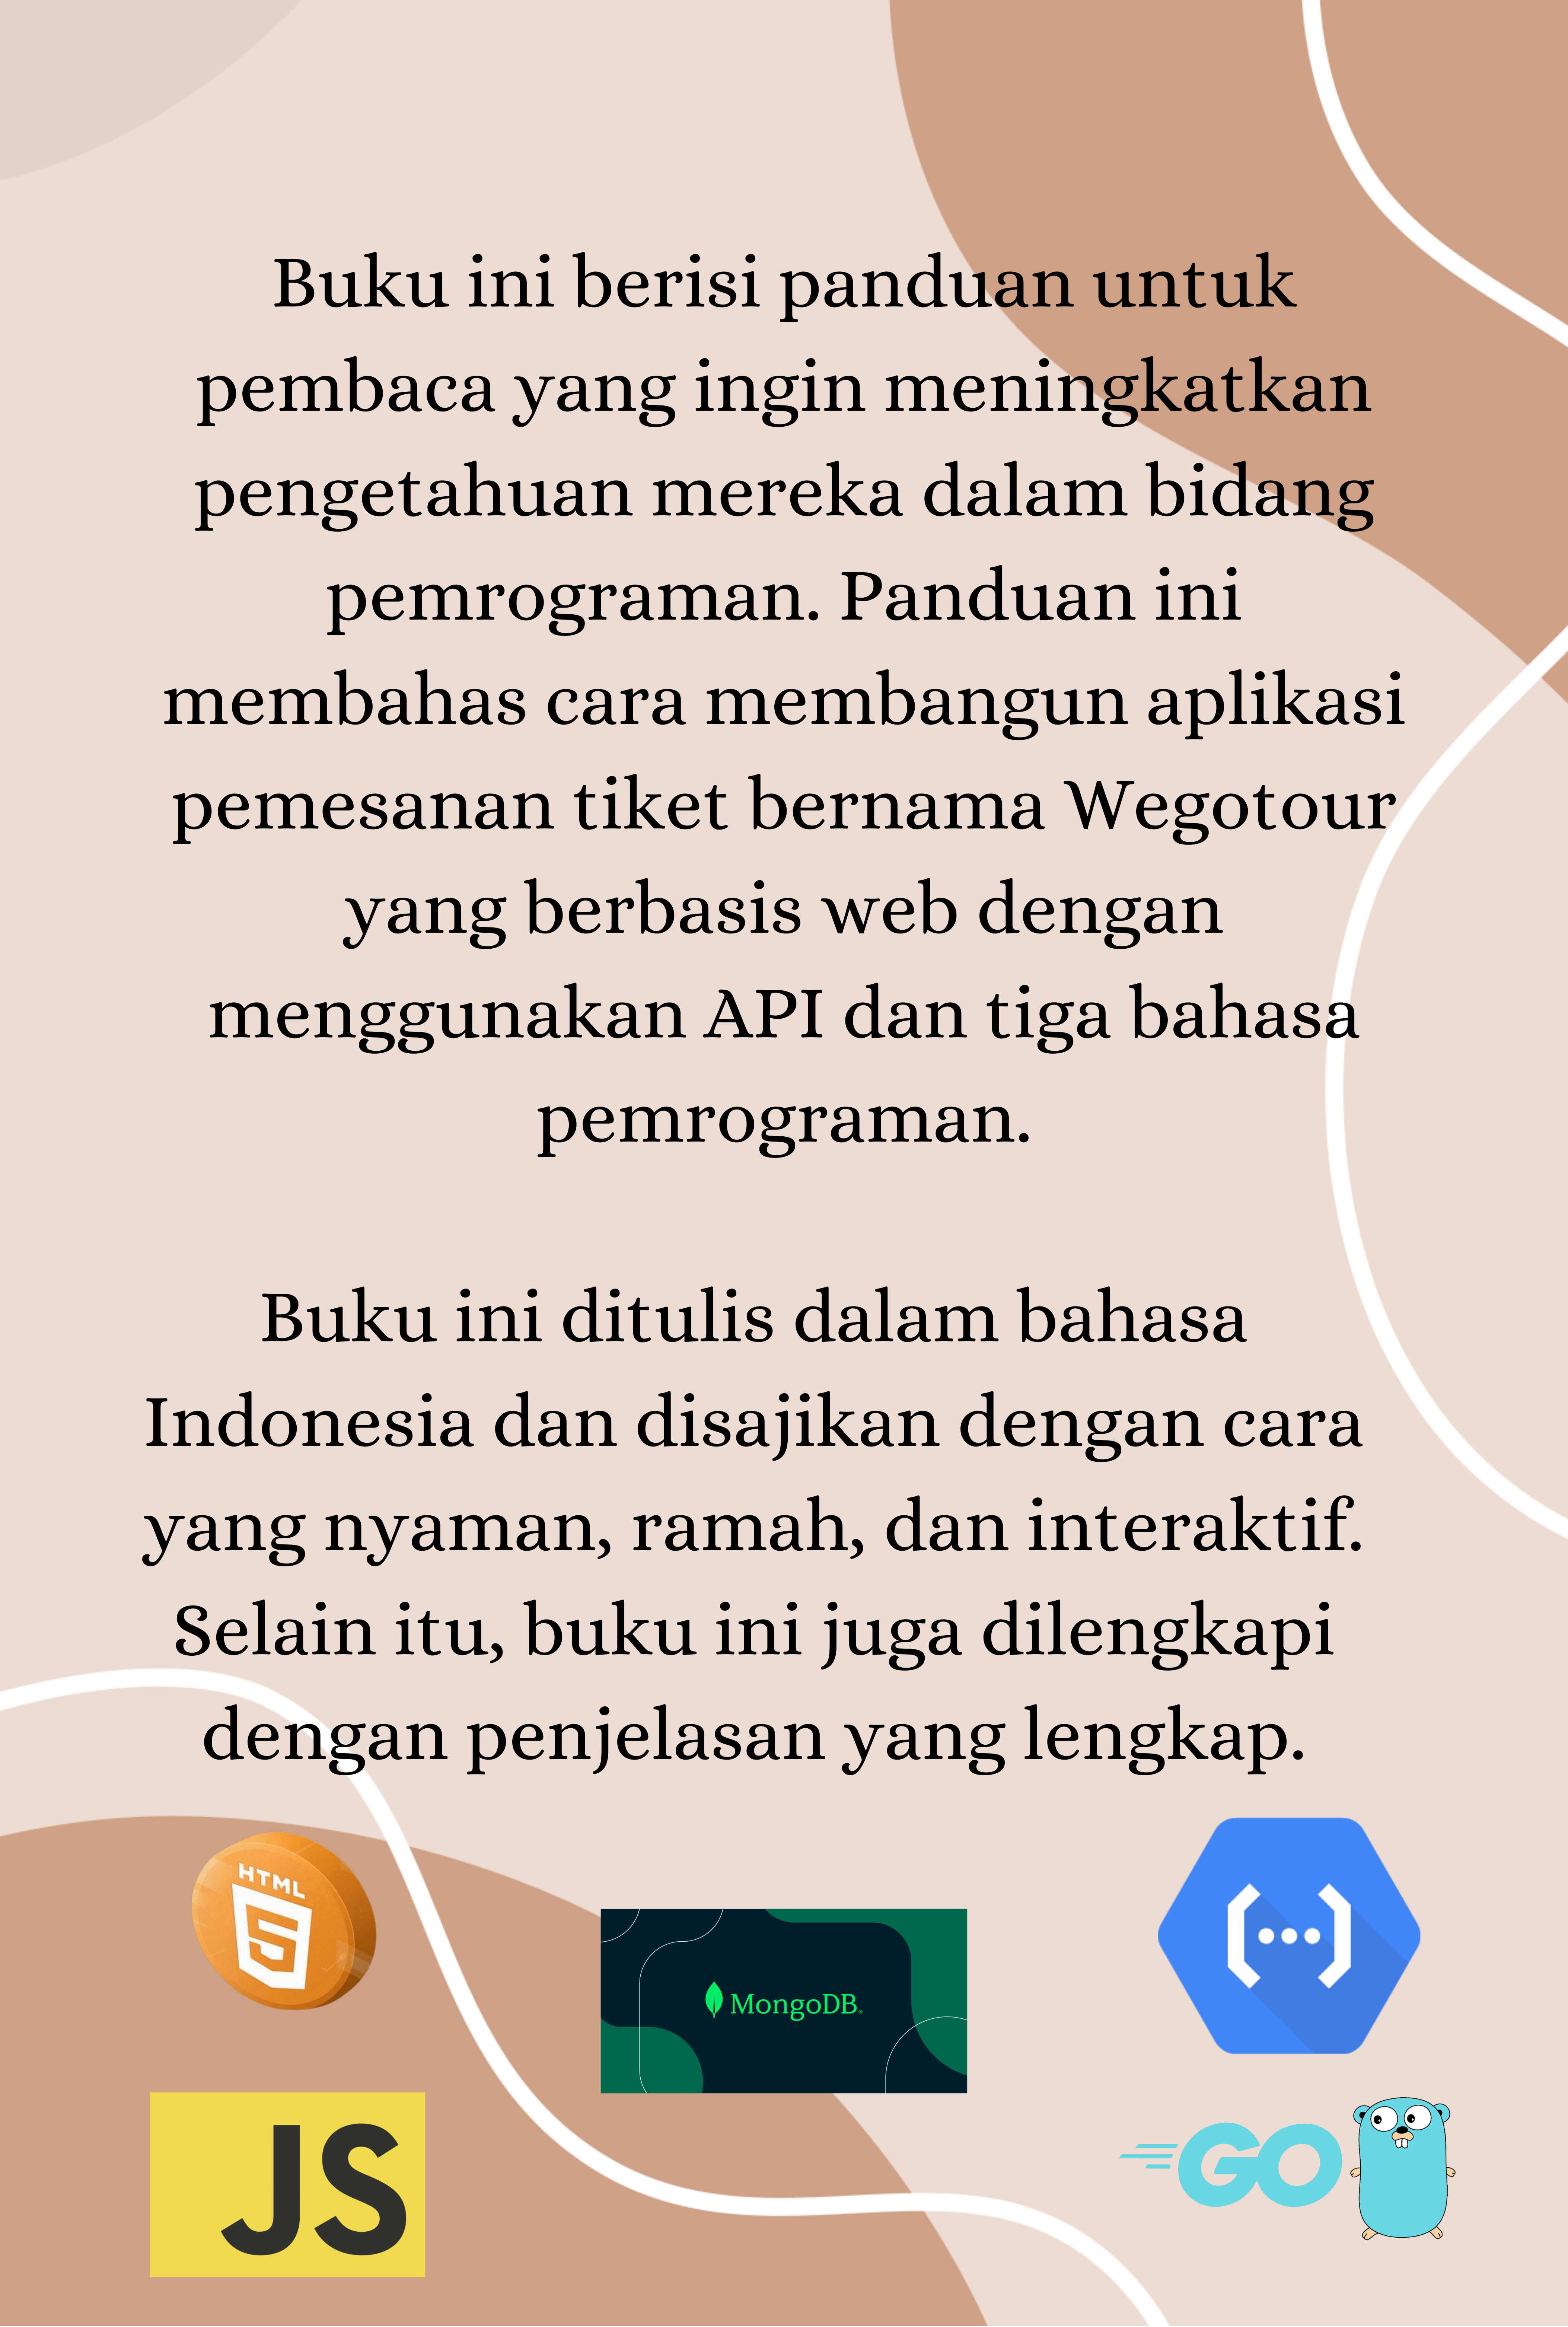 Buku ini berisi panduan untuk
pembaca yang ingin meningkatkan
pengetahuan mereka dalam bidang
pemrograman. Panduan ini
membahas cara membangun aplikasi
pemesanan tiket bernama Wegotour
yang berbasis web dengan
menggunakan API dan tiga bahasa
pemrograman.
Buku ini ditulis dalam bahasa
Indonesia dan disajikan dengan cara
yang nyaman, ramah, dan interaktif.
Selain itu, buku ini juga dilengkapi
dengan penjelasan yang lengkap.
HTML
5
MongoDB.
JS
GO